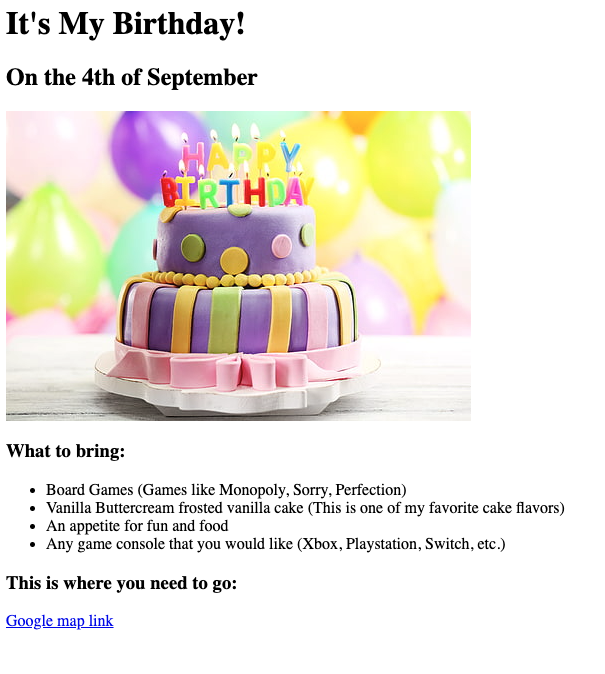 It's My Birthday!
On the 4th of September
HAPPY
BIRTHDAY
What to bring:
Board Games (Games like Monopoly, Sorry, Perfection)
Vanilla Buttercream frosted vanilla cake (This is one of my favorite cake flavors)
An appetite for fun and food
Any game console that you would like (Xbox, Playstation, Switch, etc.)
This is where you need to go:
Google map link